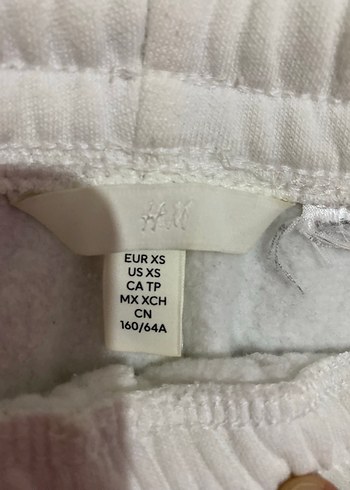 H&M
EUR XS
US XS
CA TP
MX XCH
CN
160/64A